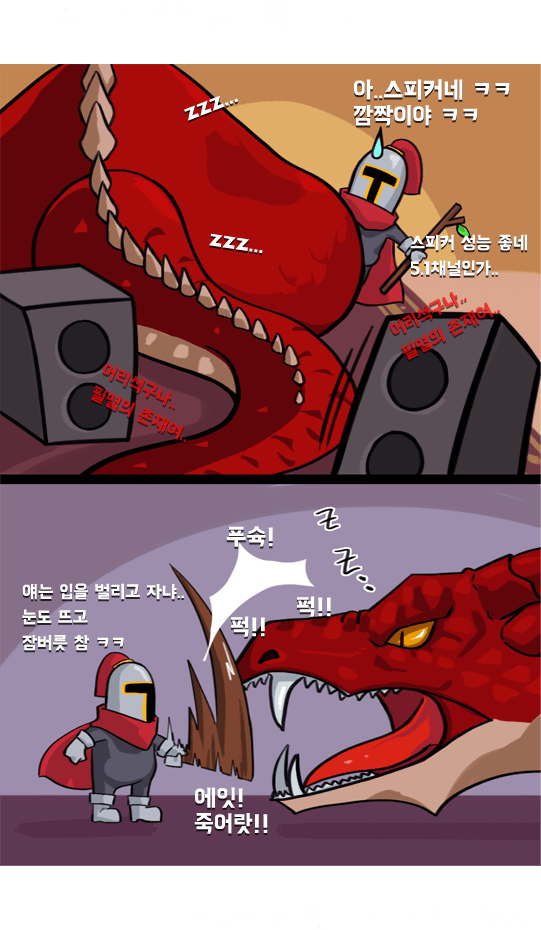 zzz...
아..스피커네 ㅋㅋ
깜짝이야 ㅋㅋ
zzz...
스피커 성능 좋네
5.1채널인가..
어리석구나..
필멸의 존재여..
어리석구나..
필멸의 존재여..
z
z..
푸슉!
얘는 입을 벌리고 자냐..
눈도 뜨고
잠버릇 참 ㅋㅋ
퍽!!
퍽!!
에잇!
죽어랏!!